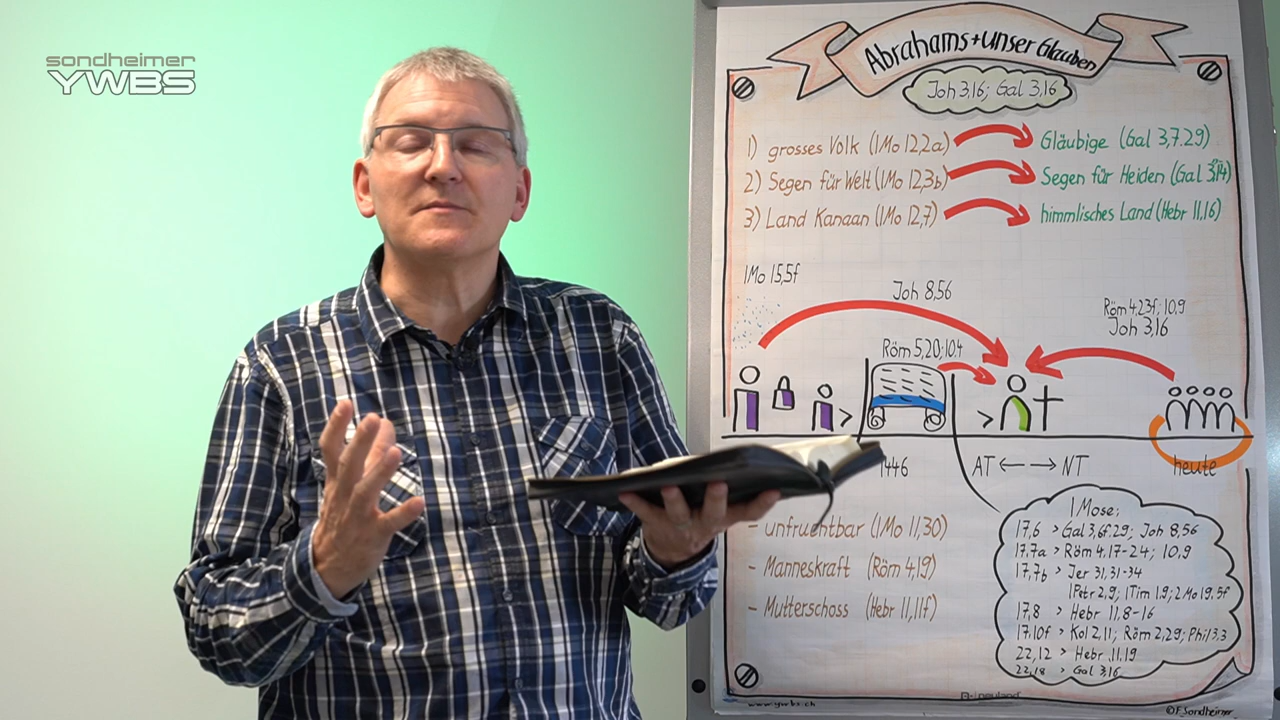 sondheimer
YWBS
Abrahams + unser Glauben
Joh 3,16; Gal 3,16
1) grosses Volk (1Mo 12,2a)
Gläubige (Gal 3,7.29)
2) Segen für Welt (1Mo 12,3b)
Segen für Heiden (Gal 3,14)
3) Land Kanaan (1Mo 12,7)
himmlisches Land (Hebr 11,16)
1Mo 15,5f
Joh 8,56
Röm 4,23f; 10,9
Joh 3,16
Röm 5,20; 10,4
1446
AT
NT
heute
- unfruchtbar (1Mo 11,30)
- Manneskraft (Röm 4,19)
- Mutterschoss (Hebr 11,11f)
1 Mose:
17,6 > Gal 3,6f.29; Joh 8,56
17,7a > Röm 4,17-24; 10,9
17,7b > Jer 31,31-34
1Petr 2,9; 1Tim 1,9; 2Mo 19,5f
17,8 > Hebr 11,8-16
17,10f > Kol 2,11; Röm 2,29; Phil 3,3
22,12 > Hebr 11,19
22,18 > Gal 3,16
neuland
www.ywbs.ch
© F. Sondheimer